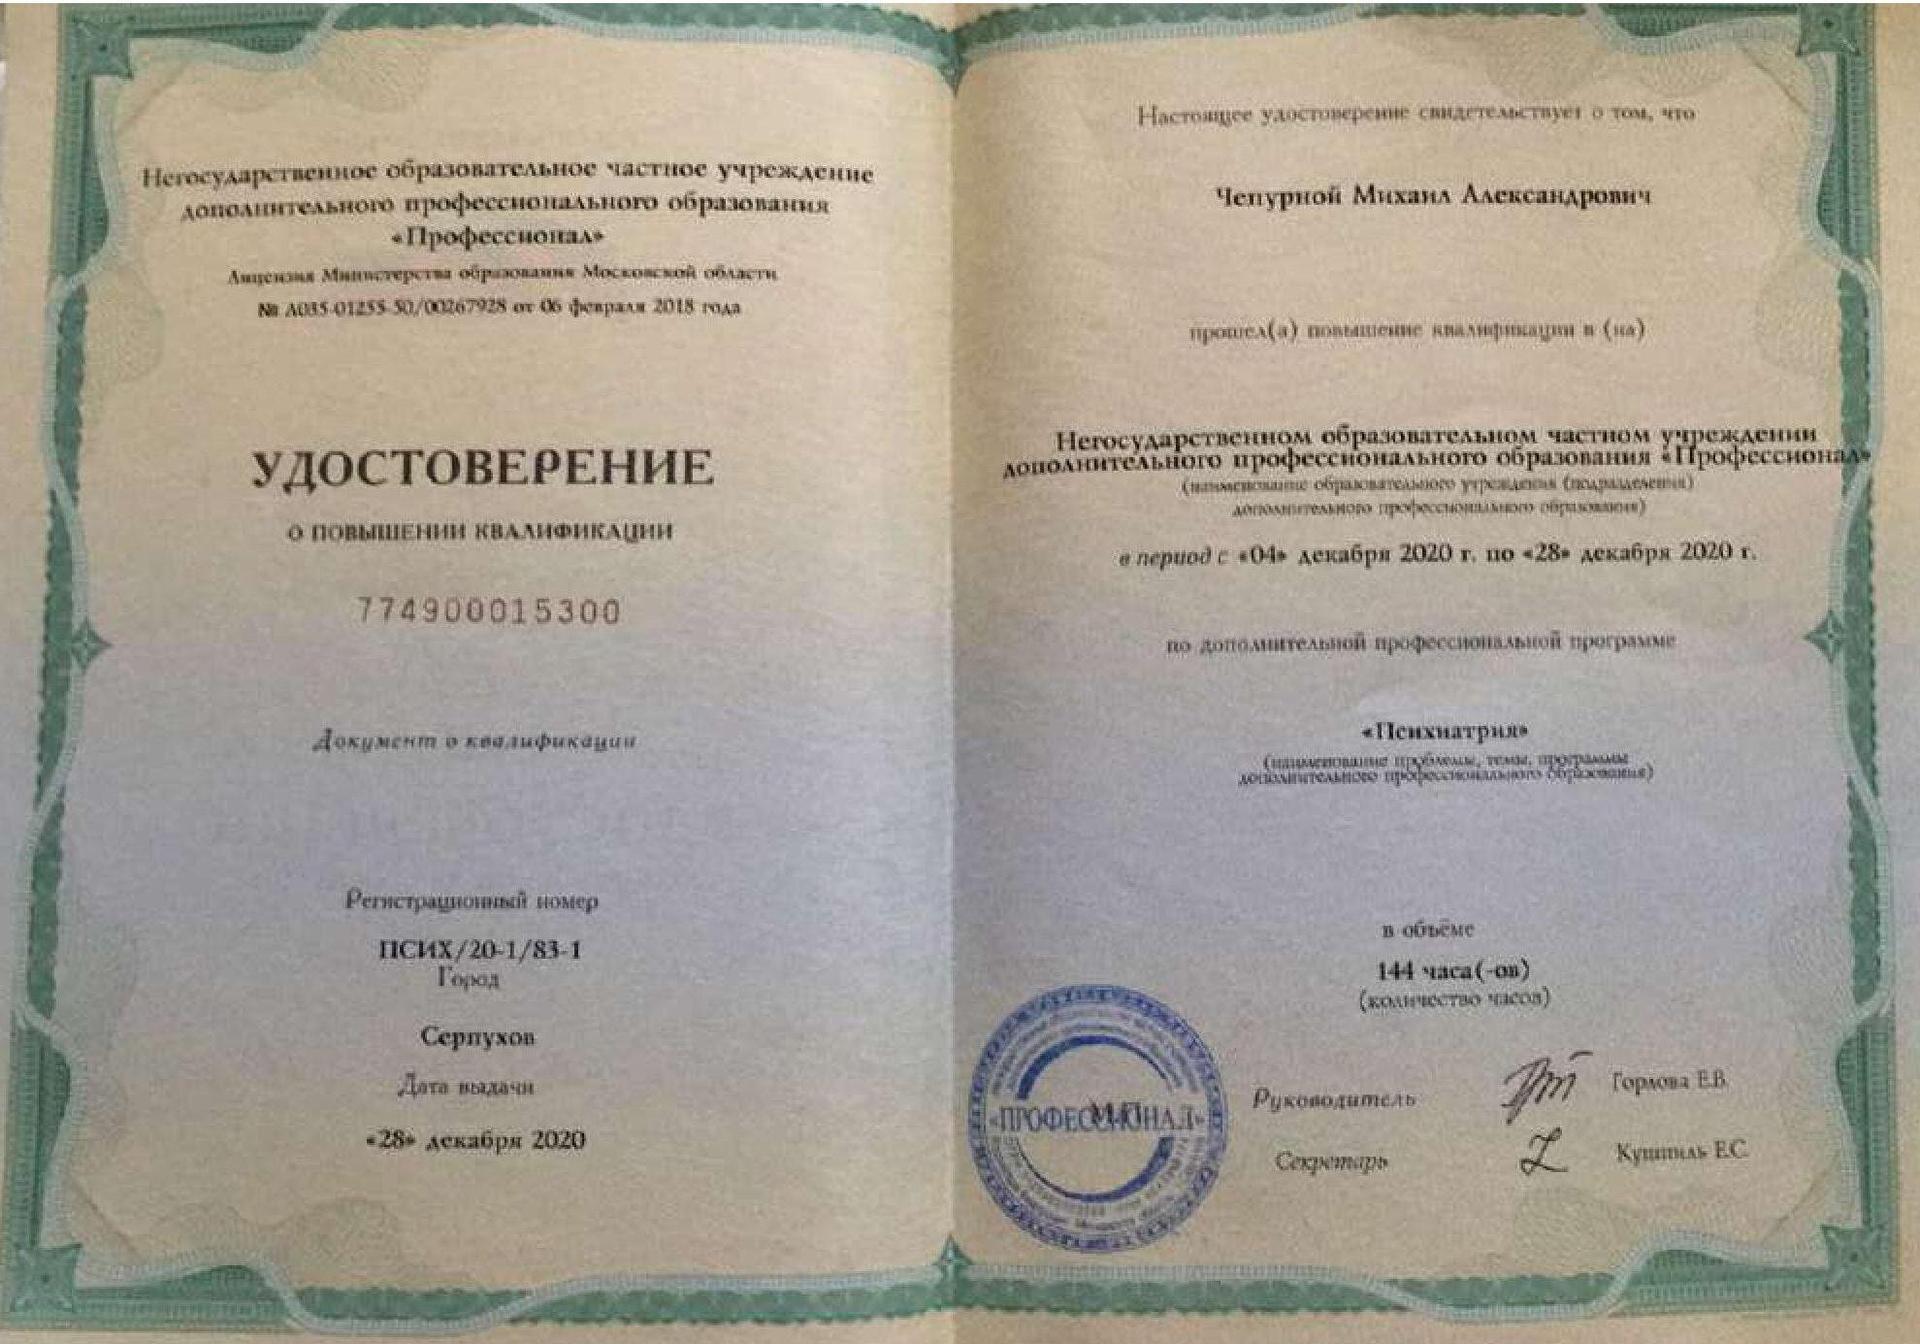 Негосударственное образовательное частное учреждение
дополнительного профессионального образования
«Профессионал»
Лицензия Министерства образования Московской области
№ А035-01255-50/00267928 от 06 февраля 2018 года
УДОСТОВЕРЕНИЕ
О ПОВЫШЕНИИ КВАЛИФИКАЦИИ
774900015300
Документ о квалификации
Регистрационный номер
ПСИХ/20-1/83-1
Город
Серпухов
Дата выдачи
«28» декабря 2020
Настоящее удостоверение свидетельствует о том, что
Чепурной Михаил Александрович
прошел(а) повышение квалификации в (на)
Негосударственном образовательном частном учреждении
дополнительного профессионального образования «Профессионал»
(наименование образовательного учреждения (подразделения)
дополнительного профессионального образования)
в период с «04» декабря 2020 г. по «28» декабря 2020 г.
по дополнительной профессиональной программе
«Психиатрия»
(наименование проблемы, темы, программы
дополнительного профессионального образования)
в объёме
144 часа(-ов)
(количество часов)
«ПРОФЕССИОНАЛ»
М.П.
Руководитель
Горлова Е.В.
Секретарь
Кушпиль Е.С.